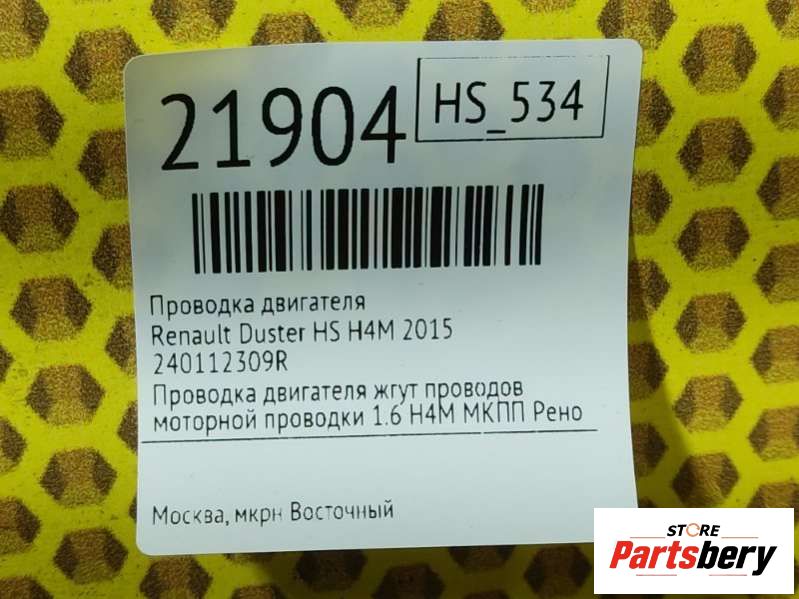 21904
HS_534
Проводка двигателя
Renault Duster HS H4M 2015
240112309R
Проводка двигателя жгут проводов
моторной проводки 1.6 H4M МКПП Рено
Москва, мкрн Восточный
STORE
Partsbery